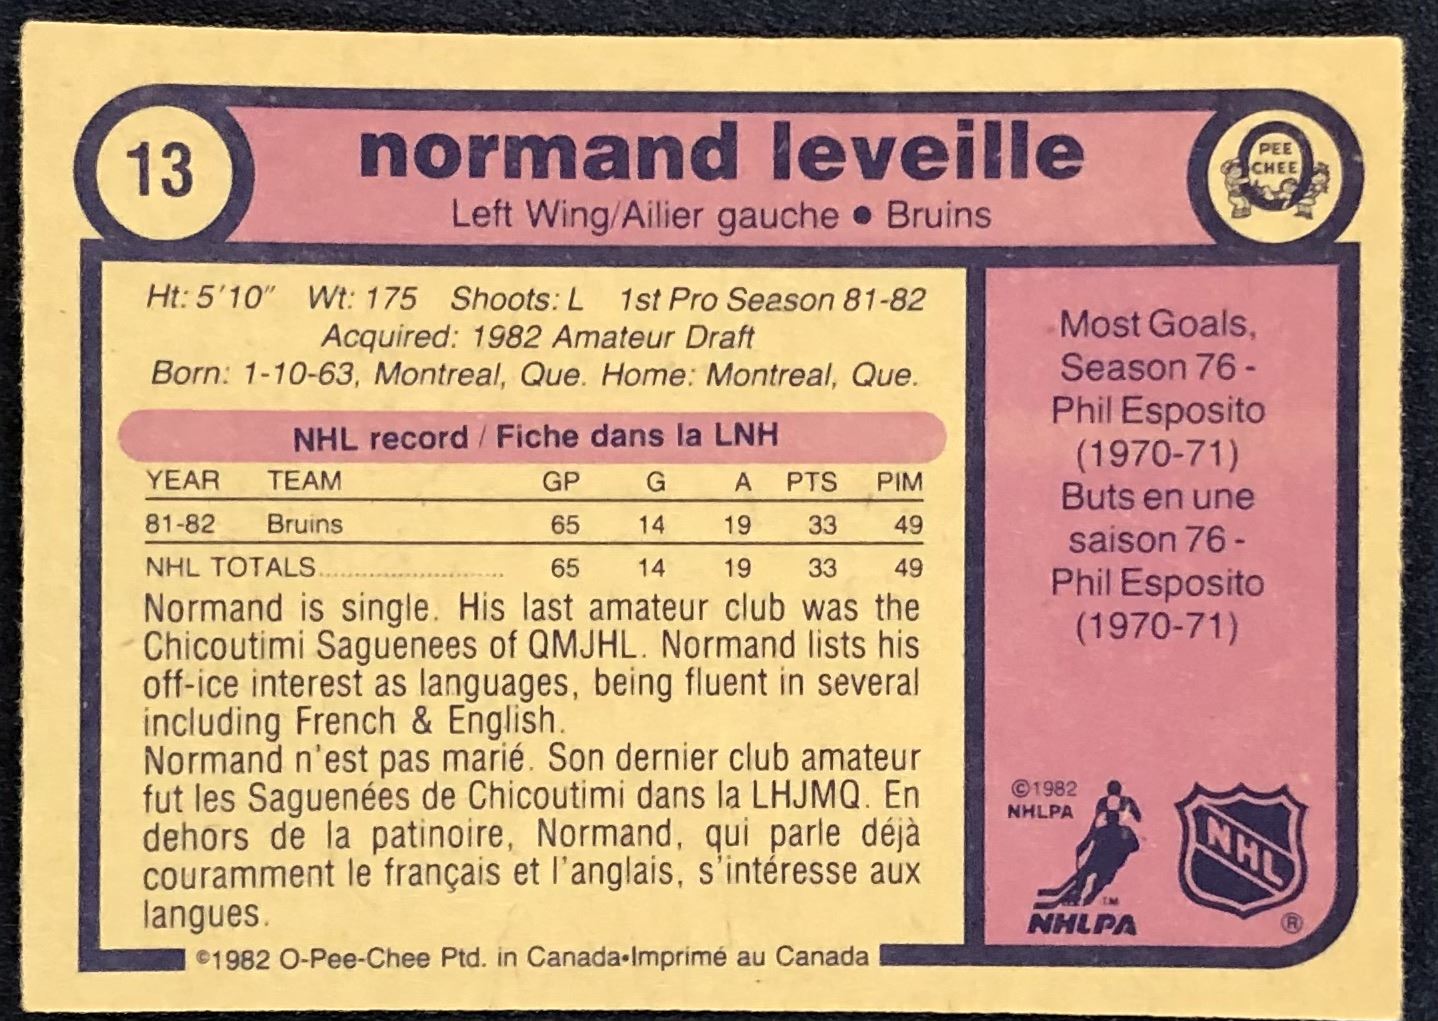 13
normand leveille
PEE
CHEE
Left Wing/Ailier gauche • Bruins
Ht: 5'10" Wt: 175 Shoots: L 1st Pro Season 81-82
Acquired: 1982 Amateur Draft
Born: 1-10-63, Montreal, Que. Home: Montreal, Que.
NHL record / Fiche dans la LNH
YEAR TEAM GP G A PTS PIM
81-82 Bruins 65 14 19 33 49
NHL TOTALS.......................... 65 14 19 33 49
Normand is single. His last amateur club was the
Chicoutimi Saguenees of QMJHL. Normand lists his
off-ice interest as languages, being fluent in several
including French & English.
Normand n'est pas marié. Son dernier club amateur
fut les Saguenées de Chicoutimi dans la LHJMQ. En
dehors de la patinoire, Normand, qui parle déjà
couramment le français et l'anglais, s'intéresse aux
langues.
Most Goals,
Season 76 -
Phil Esposito
(1970-71)
Buts en une
saison 76 -
Phil Esposito
(1970-71)
©1982
NHLPA
TM
NHLPA
NHL
®
©1982 O-Pee-Chee Ptd. in Canada•Imprimé au Canada